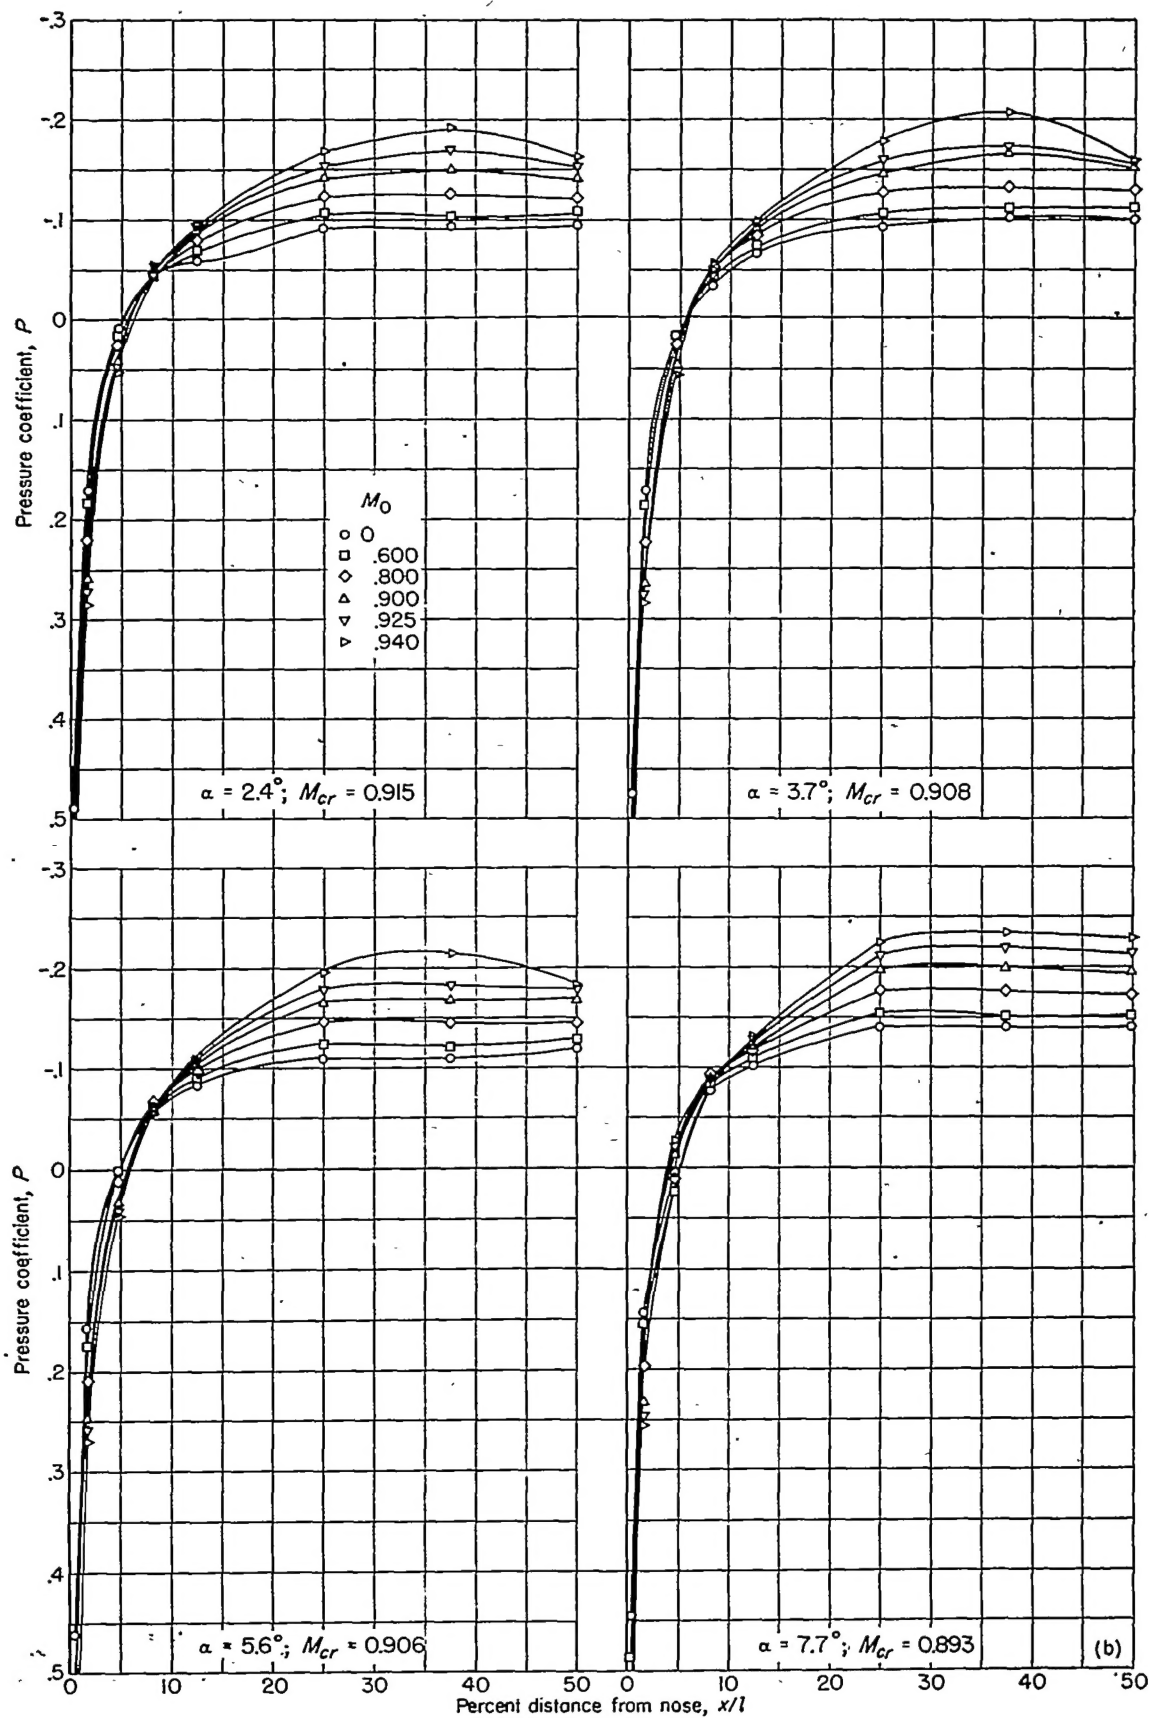 -.3
-.2
-.1
0
.1
.2
.3
.4
.5
Pressure coefficient, P
M0
0
.600
.800
.900
.925
.940
α = 2.4°; Mcr = 0.915
α = 3.7°; Mcr = 0.908
-.3
-.2
-.1
0
.1
.2
.3
.4
.5
Pressure coefficient, P
α = 5.6°; Mcr = 0.906
α = 7.7°; Mcr = 0.893
(b)
0 10 20 30 40 50
0 10 20 30 40 50
Percent distance from nose, x/l